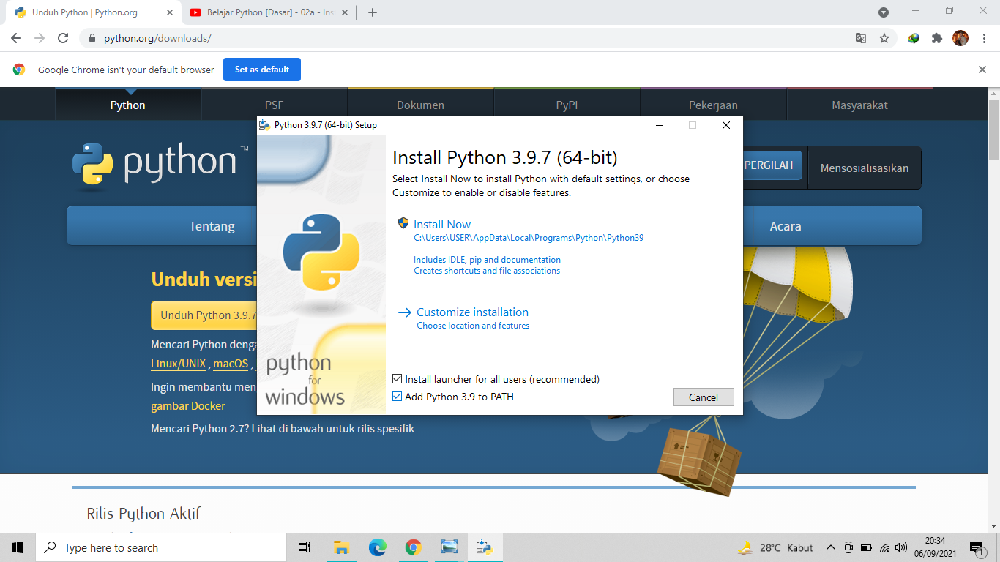 Unduh Python | Python.org
Belajar Python [Dasar] - 02a - Ins
python.org/downloads/
Google Chrome isn't your default browser
Set as default
Python
PSF
Dokumen
PyPI
Pekerjaan
Masyarakat
Python 3.9.7 (64-bit) Setup
python™
PERGILAH
Mensosialisasikan
Install Python 3.9.7 (64-bit)
Select Install Now to install Python with default settings, or choose
Customize to enable or disable features.
Tentang
Acara
Install Now
C:\Users\USER\AppData\Local\Programs\Python\Python39
Includes IDLE, pip and documentation
Creates shortcuts and file associations
Unduh versi
Unduh Python 3.9.7
Customize installation
Choose location and features
Mencari Python
Linux/UNIX , macOS ,
Ingin membantu
gambar Docker
Mencari Python 2.7? Lihat di bawah untuk rilis spesifik
python
for
windows
Install launcher for all users (recommended)
Add Python 3.9 to PATH
Cancel
Rilis Python Aktif
Type here to search
28°C Kabut
20:34
06/09/2021
1